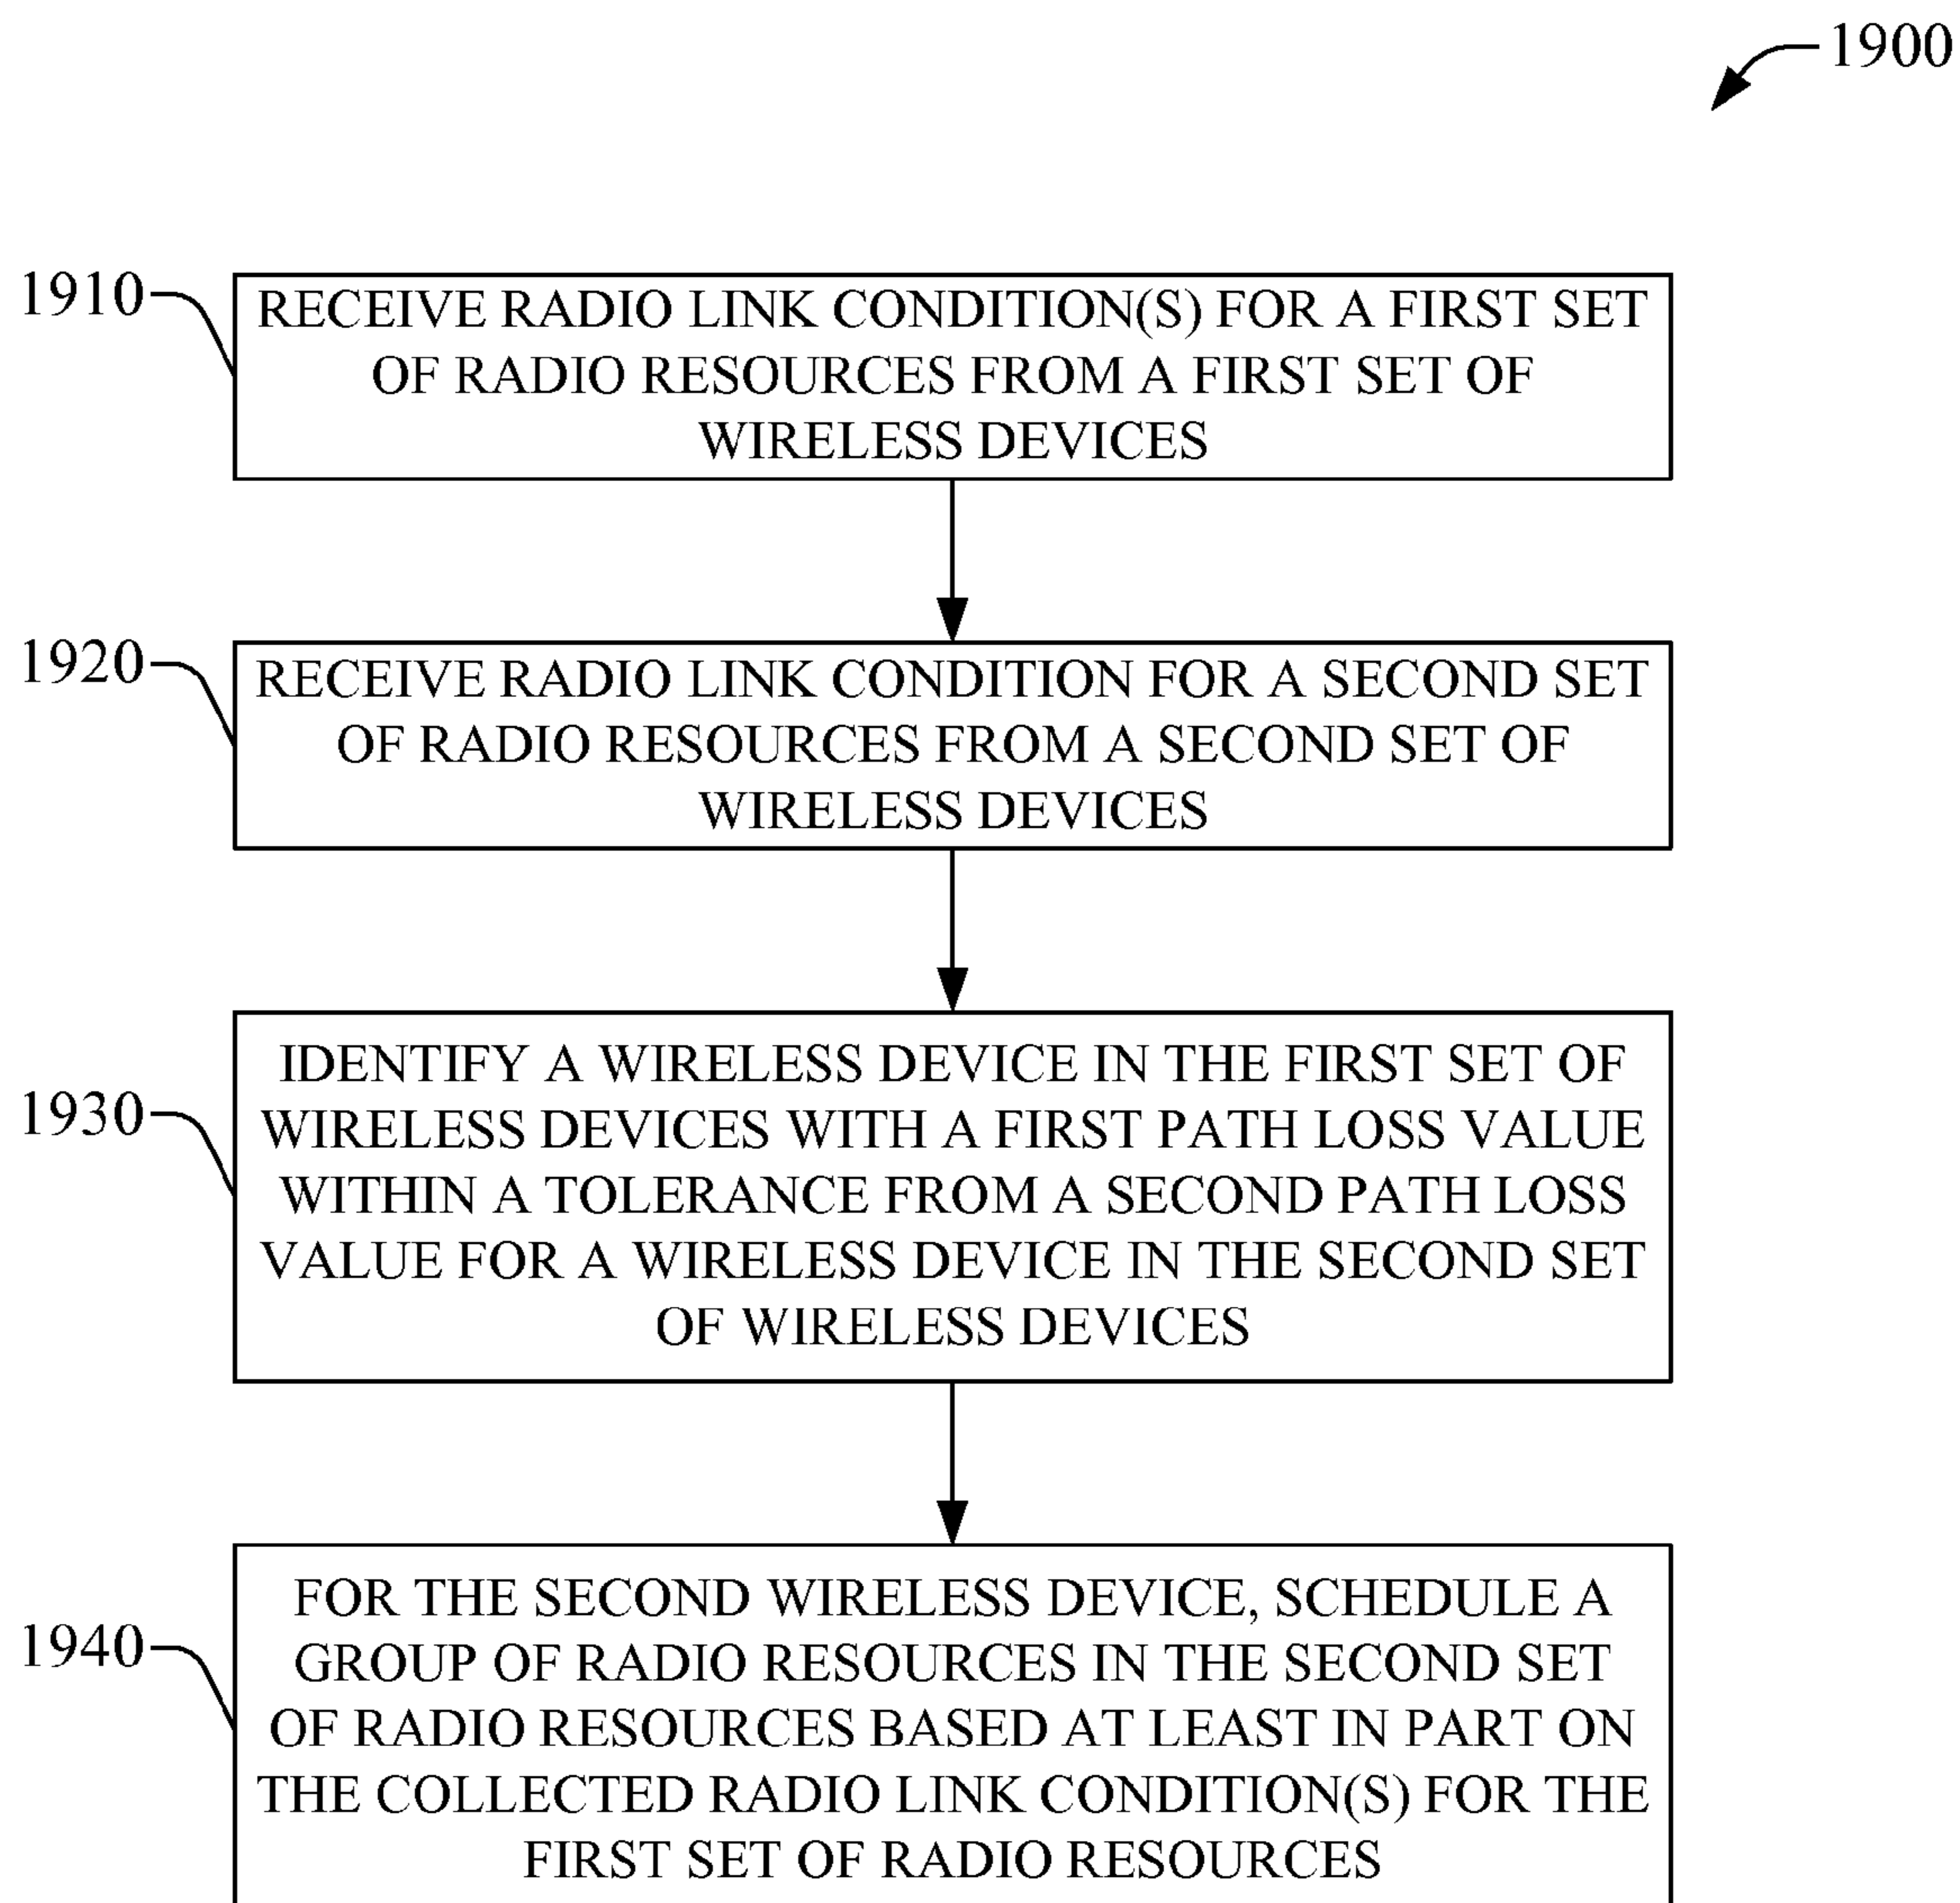 1900
1910
RECEIVE RADIO LINK CONDITION(S) FOR A FIRST SET
OF RADIO RESOURCES FROM A FIRST SET OF
WIRELESS DEVICES
1920
RECEIVE RADIO LINK CONDITION FOR A SECOND SET
OF RADIO RESOURCES FROM A SECOND SET OF
WIRELESS DEVICES
1930
IDENTIFY A WIRELESS DEVICE IN THE FIRST SET OF
WIRELESS DEVICES WITH A FIRST PATH LOSS VALUE
WITHIN A TOLERANCE FROM A SECOND PATH LOSS
VALUE FOR A WIRELESS DEVICE IN THE SECOND SET
OF WIRELESS DEVICES
1940
FOR THE SECOND WIRELESS DEVICE, SCHEDULE A
GROUP OF RADIO RESOURCES IN THE SECOND SET
OF RADIO RESOURCES BASED AT LEAST IN PART ON
THE COLLECTED RADIO LINK CONDITION(S) FOR THE
FIRST SET OF RADIO RESOURCES